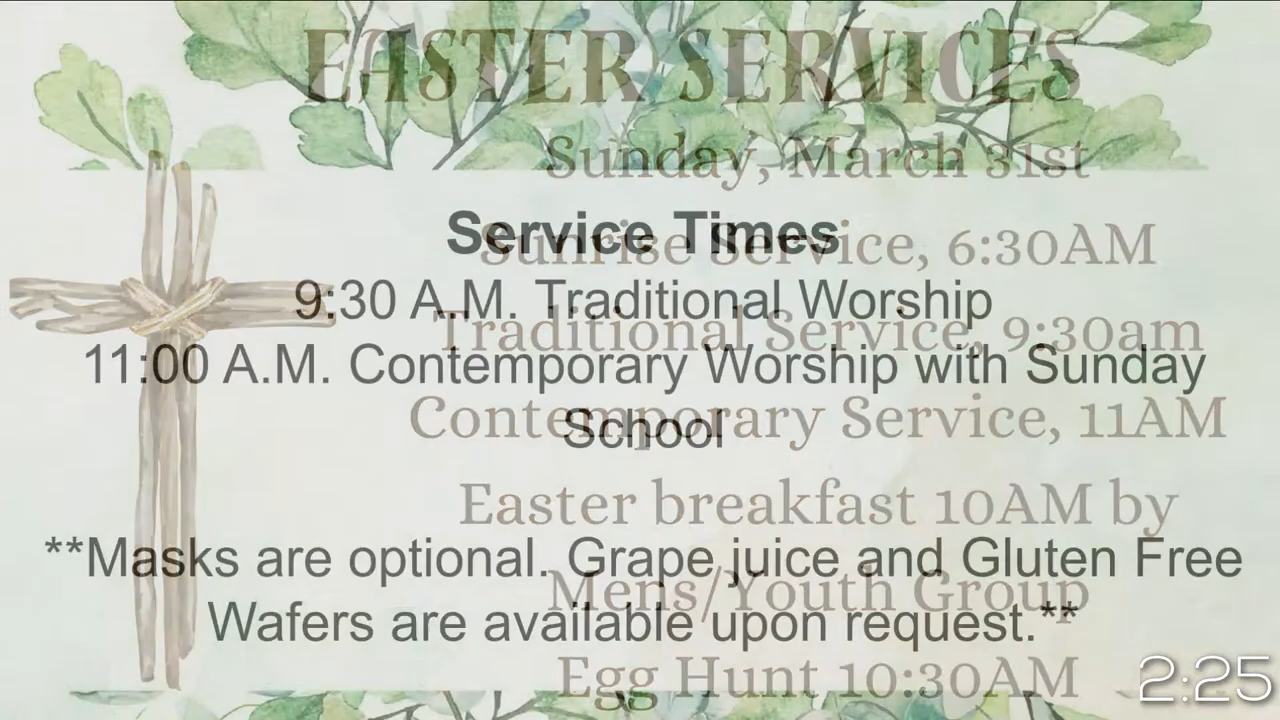 EASTER SERVICES
Sunday, March 31st
Sunrise Service, 6:30AM
Traditional Service, 9:30am
Contemporary Service, 11AM
Easter breakfast 10AM by
Mens/Youth Group
Egg Hunt 10:30AM
Service Times
9:30 A.M. Traditional Worship
11:00 A.M. Contemporary Worship with Sunday
School
**Masks are optional. Grape juice and Gluten Free
Wafers are available upon request.**
2:25